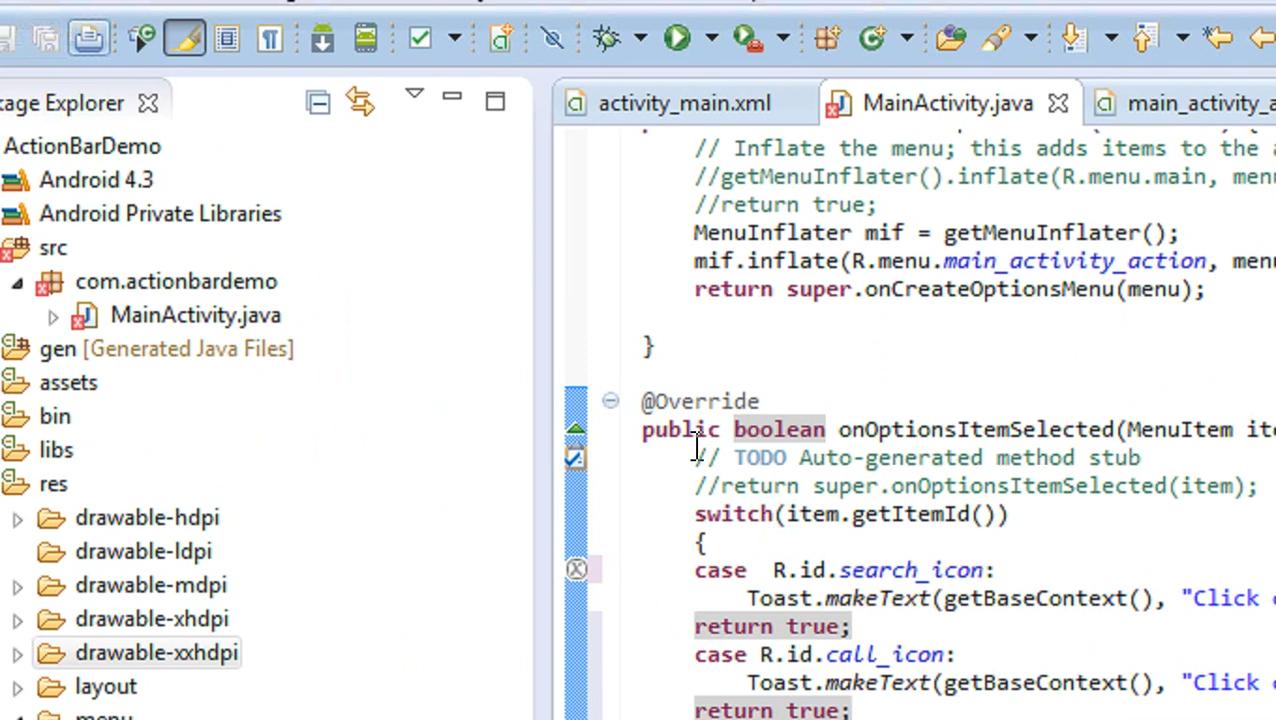 kage Explorer
ActionBarDemo
Android 4.3
Android Private Libraries
src
com.actionbardemo
MainActivity.java
gen [Generated Java Files]
assets
bin
libs
res
drawable-hdpi
drawable-ldpi
drawable-mdpi
drawable-xhdpi
drawable-xxhdpi
layout
menu
activity_main.xml
MainActivity.java
main_activity_a
// Inflate the menu; this adds items to the a
//getMenuInflater().inflate(R.menu.main, menu
//return true;
MenuInflater mif = getMenuInflater();
mif.inflate(R.menu.main_activity_action, menu
return super.onCreateOptionsMenu(menu);
}
@Override
public boolean onOptionsItemSelected(MenuItem ite
// TODO Auto-generated method stub
//return super.onOptionsItemSelected(item);
switch(item.getItemId())
{
case R.id.search_icon:
Toast.makeText(getBaseContext(), "Click
return true;
case R.id.call_icon:
Toast.makeText(getBaseContext(), "Click
return true;